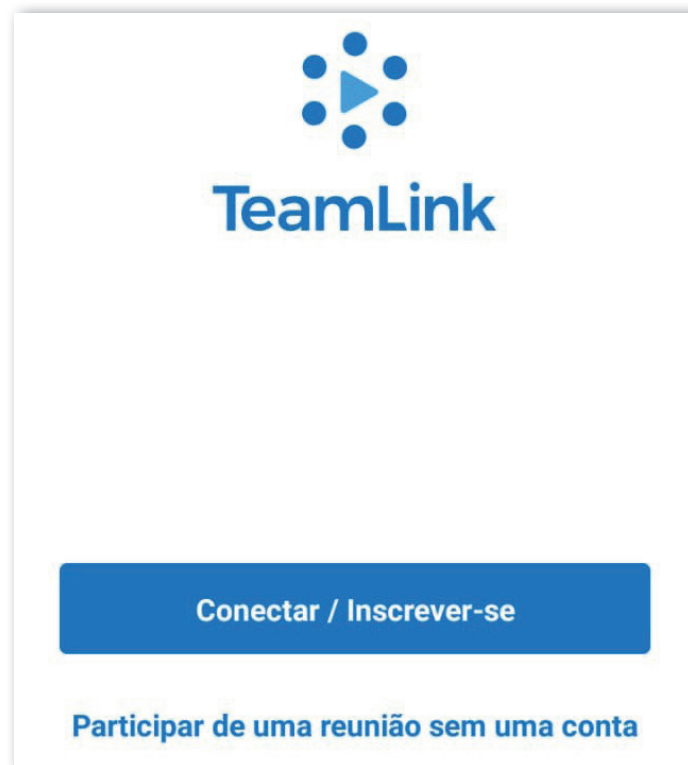 TeamLink
Conectar / Inscrever-se
Participar de uma reunião sem uma conta